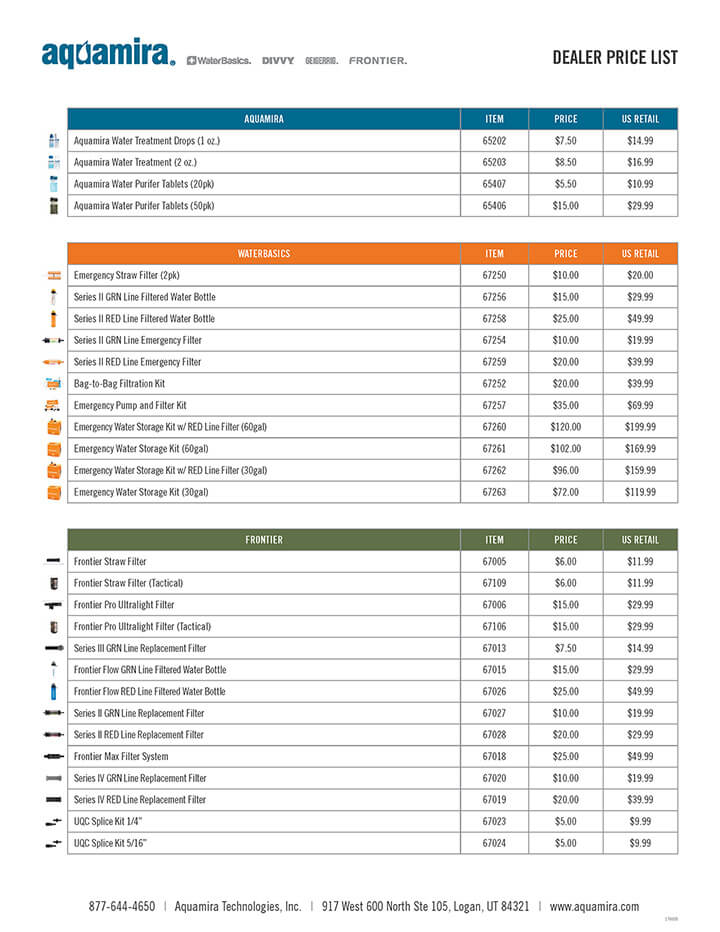 aquamira. WaterBasics. DIVVY GEIGERRIG. FRONTIER. DEALER PRICE LIST
AQUAMIRA ITEM PRICE US RETAIL
Aquamira Water Treatment Drops (1 oz.) 65202 $7.50 $14.99
Aquamira Water Treatment (2 oz.) 65203 $8.50 $16.99
Aquamira Water Purifer Tablets (20pk) 65407 $5.50 $10.99
Aquamira Water Purifer Tablets (50pk) 65406 $15.00 $29.99
WATERBASICS ITEM PRICE US RETAIL
Emergency Straw Filter (2pk) 67250 $10.00 $20.00
Series II GRN Line Filtered Water Bottle 67256 $15.00 $29.99
Series II RED Line Filtered Water Bottle 67258 $25.00 $49.99
Series II GRN Line Emergency Filter 67254 $10.00 $19.99
Series II RED Line Emergency Filter 67259 $20.00 $39.99
Bag-to-Bag Filtration Kit 67252 $20.00 $39.99
Emergency Pump and Filter Kit 67257 $35.00 $69.99
Emergency Water Storage Kit w/ RED Line Filter (60gal) 67260 $120.00 $199.99
Emergency Water Storage Kit (60gal) 67261 $102.00 $169.99
Emergency Water Storage Kit w/ RED Line Filter (30gal) 67262 $96.00 $159.99
Emergency Water Storage Kit (30gal) 67263 $72.00 $119.99
FRONTIER ITEM PRICE US RETAIL
Frontier Straw Filter 67005 $6.00 $11.99
Frontier Straw Filter (Tactical) 67109 $6.00 $11.99
Frontier Pro Ultralight Filter 67006 $15.00 $29.99
Frontier Pro Ultralight Filter (Tactical) 67106 $15.00 $29.99
Series III GRN Line Replacement Filter 67013 $7.50 $14.99
Frontier Flow GRN Line Filtered Water Bottle 67015 $15.00 $29.99
Frontier Flow RED Line Filtered Water Bottle 67026 $25.00 $49.99
Series II GRN Line Replacement Filter 67027 $10.00 $19.99
Series II RED Line Replacement Filter 67028 $20.00 $29.99
Frontier Max Filter System 67018 $25.00 $49.99
Series IV GRN Line Replacement Filter 67020 $10.00 $19.99
Series IV RED Line Replacement Filter 67019 $20.00 $39.99
UQC Splice Kit 1/4" 67023 $5.00 $9.99
UQC Splice Kit 5/16" 67024 $5.00 $9.99
877-644-4650 | Aquamira Technologies, Inc. | 917 West 600 North Ste 105, Logan, UT 84321 | www.aquamira.com